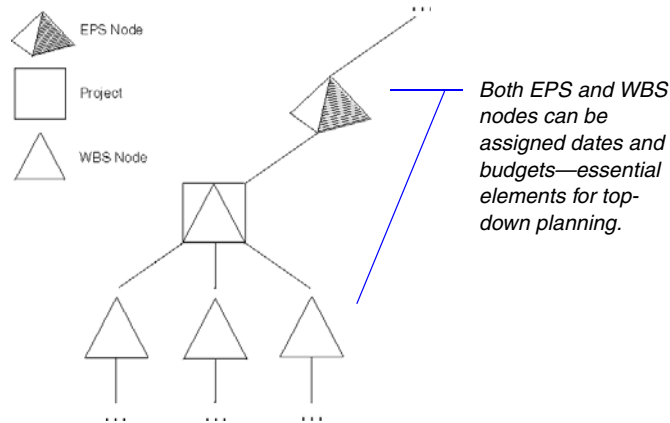 EPS Node
Project
WBS Node
...
Both EPS and WBS
nodes can be
assigned dates and
budgets—essential
elements for top-
down planning.
... ... ...